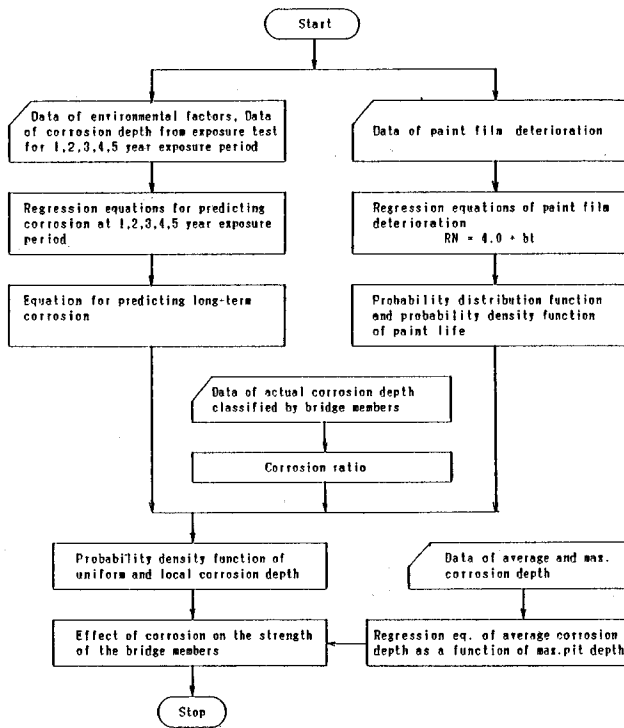 Start
Data of environmental factors, Data
of corrosion depth from exposure test
for 1,2,3,4,5 year exposure period
Data of paint film deterioration
Regression equations for predicting
corrosion at 1,2,3,4,5 year exposure
period
Regression equations of paint film
deterioration
RN = 4.0 + bt
Equation for predicting long-term
corrosion
Probability distribution function
and probability density function
of paint life
Data of actual corrosion depth
classified by bridge members
Corrosion ratio
Probability density function of
uniform and local corrosion depth
Data of average and max.
corrosion depth
Effect of corrosion on the strength
of the bridge members
Regression eq. of average corrosion
depth as a function of max.pit depth
Stop